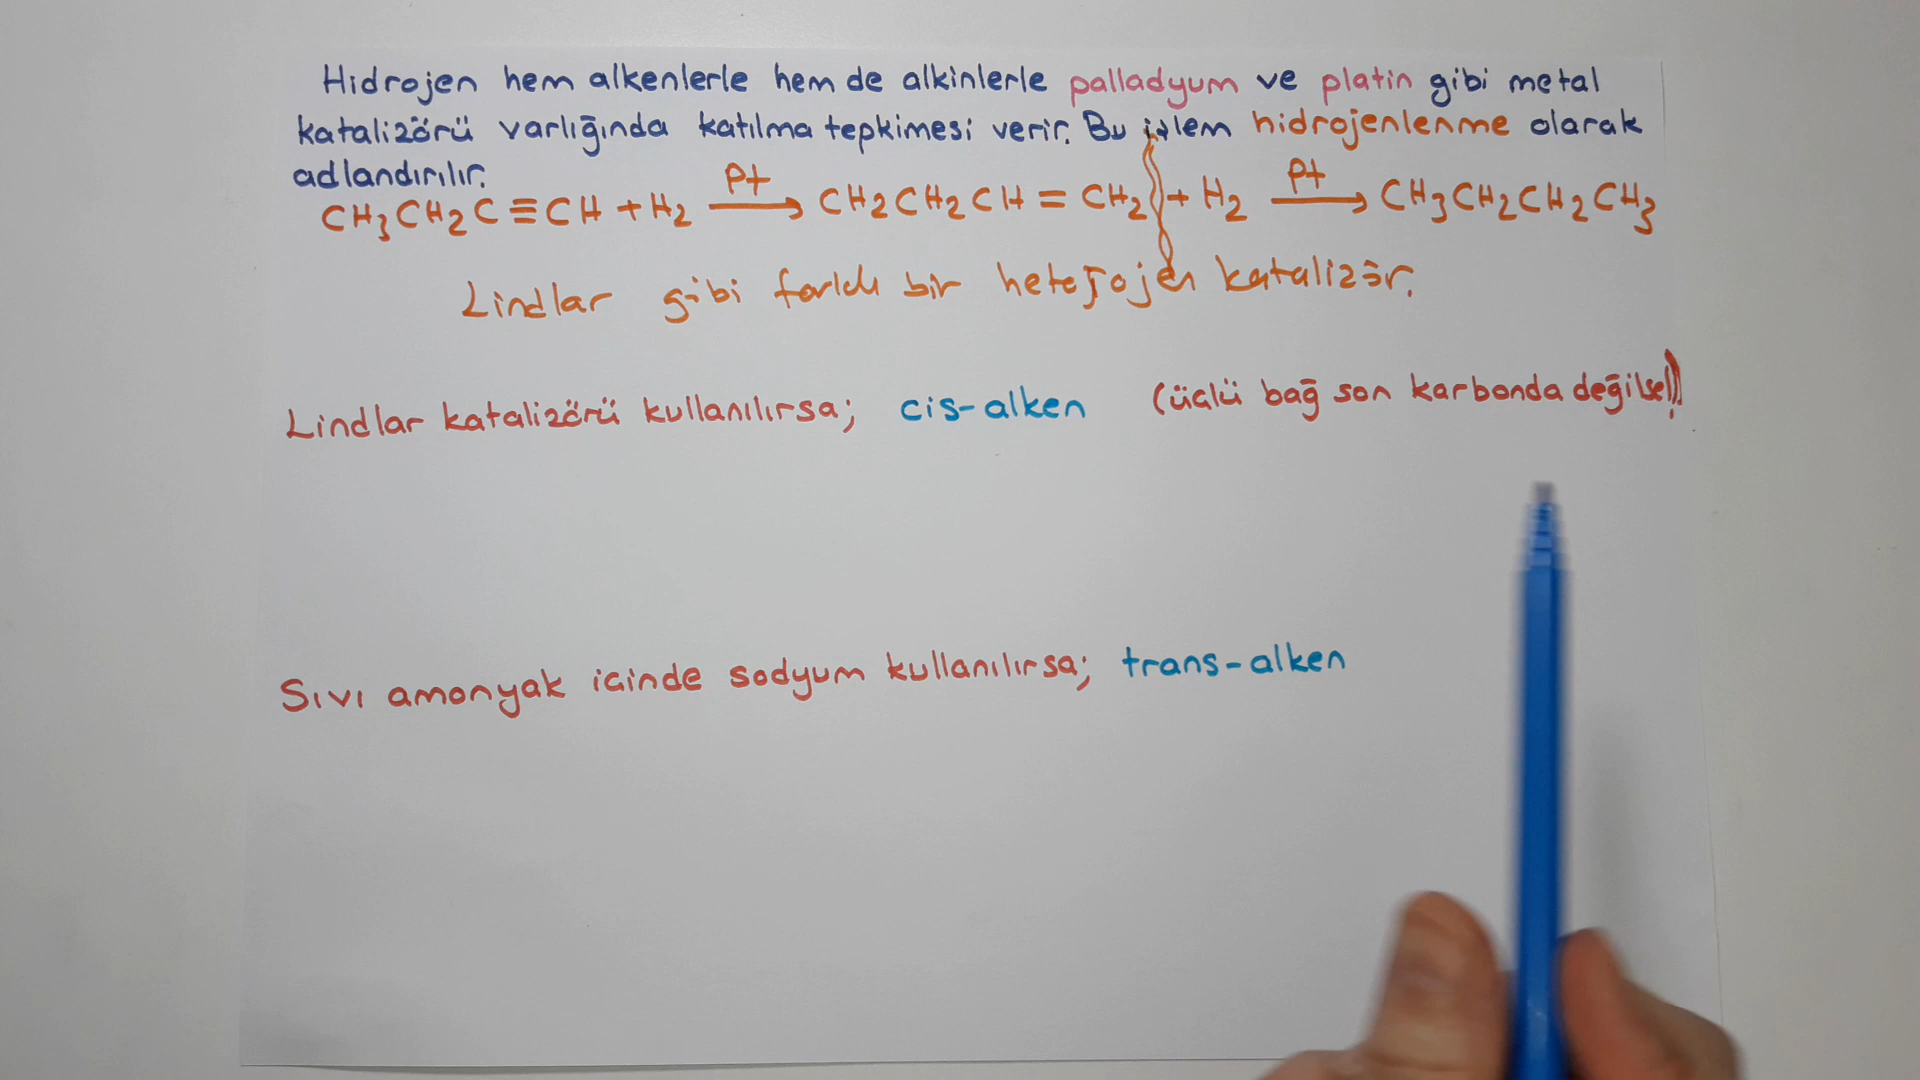 Hidrojen hem alkenlerle hem de alkinlerle palladyum ve platin gibi metal
katalizörü varlığında katılma tepkimesi verir. Bu işlem hidrojenlenme olarak
adlandırılır.
CH3CH2C≡CH + H2 Pt→ CH2CH2CH=CH2 + H2 Pt→ CH3CH2CH2CH3
Lindlar gibi farklı bir heterojen katalizör.
Lindlar katalizörü kullanılırsa; cis-alken (üçlü bağ son karbonda değilse!)
Sıvı amonyak içinde sodyum kullanılırsa; trans-alken